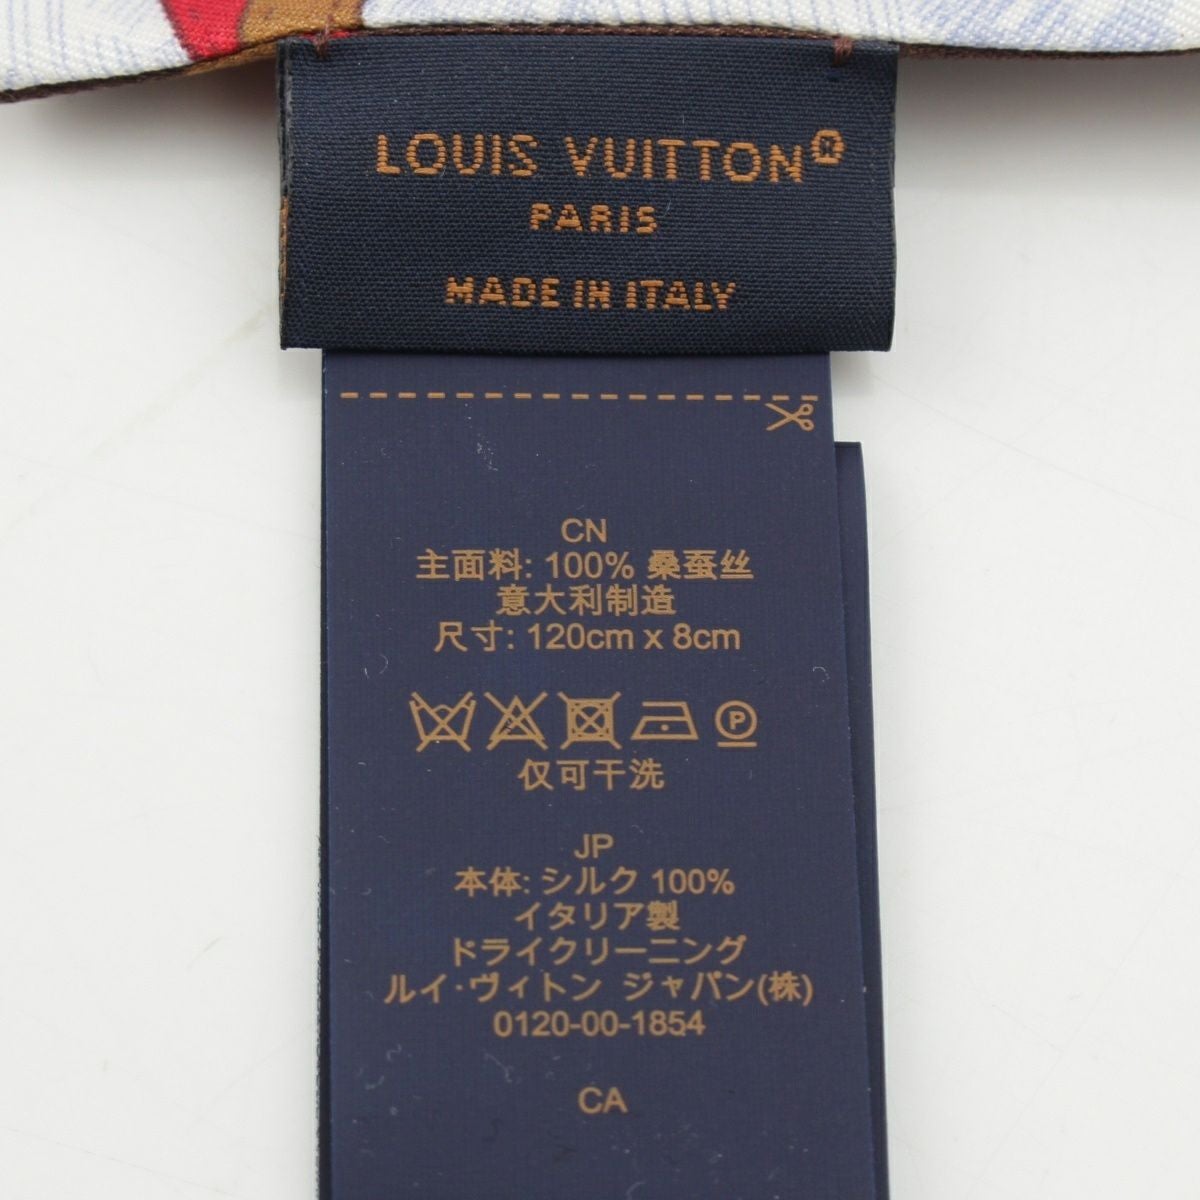 LOUIS VUITTON®
PARIS
MADE IN ITALY
CN
主面料: 100% 桑蚕丝
意大利制造
尺寸: 120cm x 8cm
P
仅可干洗
JP
本体: シルク 100%
イタリア製
ドライクリーニング
ルイ·ヴィトン ジャパン(株)
0120-00-1854
CA